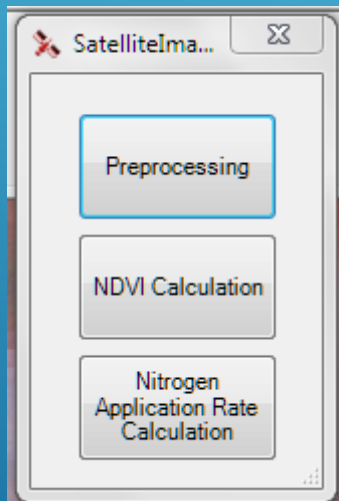 SatelliteIma...
Preprocessing
NDVI Calculation
Nitrogen
Application Rate
Calculation